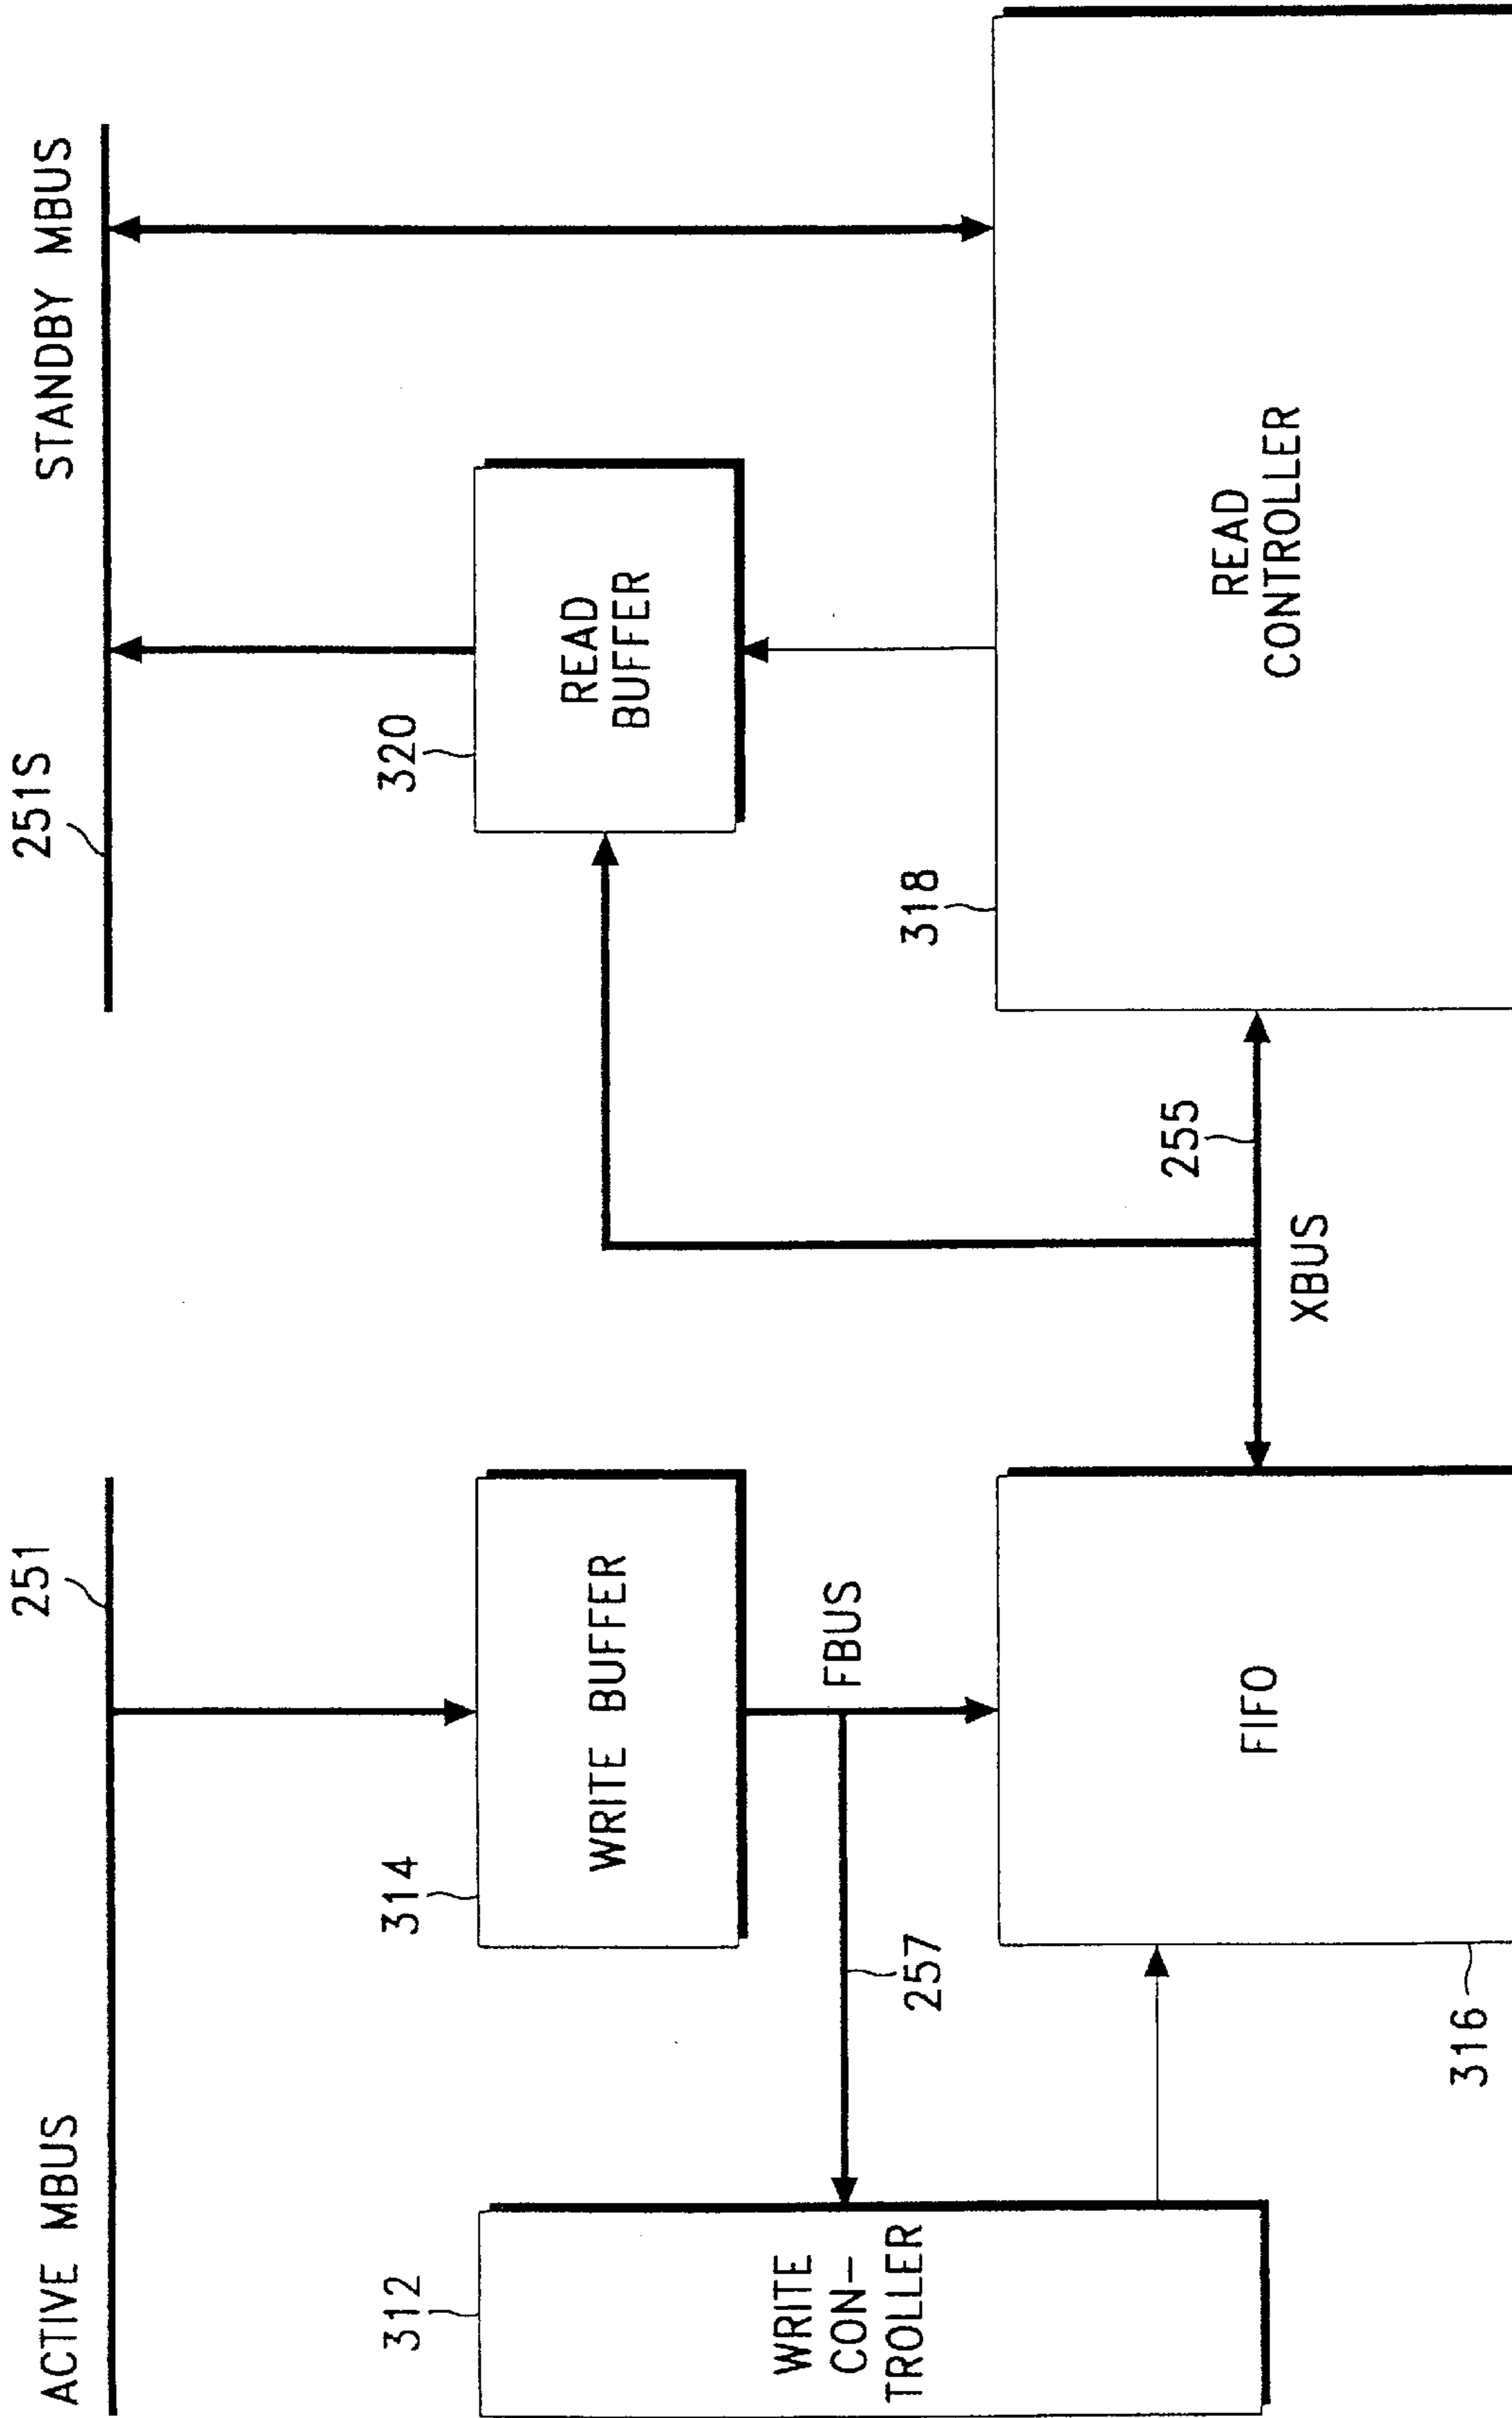 ACTIVE MBUS
251
251S
STANDBY MBUS
312
WRITE
CON-
TROLLER
314
WRITE BUFFER
320
READ
BUFFER
257
FBUS
316
FIFO
XBUS
255
318
READ
CONTROLLER